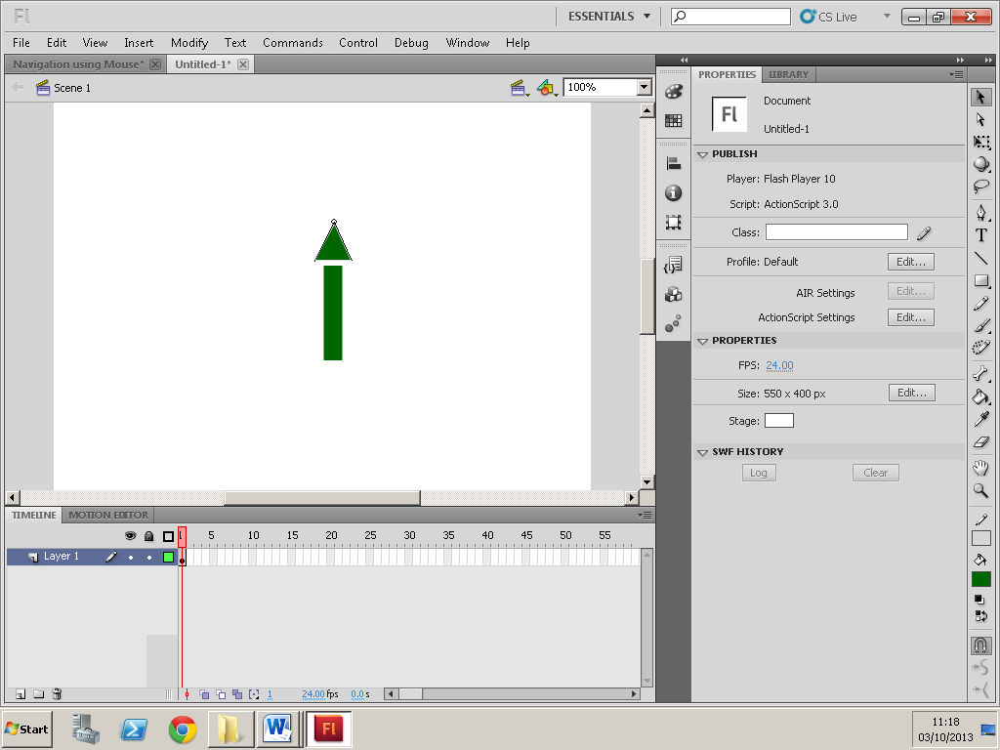 Fl ESSENTIALS CS Live
File Edit View Insert Modify Text Commands Control Debug Window Help
Navigation using Mouse* Untitled-1*
Scene 1 100%
PROPERTIES LIBRARY
Fl
Document
Untitled-1
PUBLISH
Player: Flash Player 10
Script: ActionScript 3.0
Class:
Profile: Default Edit...
AIR Settings Edit...
ActionScript Settings Edit...
PROPERTIES
FPS: 24.00
Size: 550 x 400 px Edit...
Stage:
SWF HISTORY
Log Clear
T
TIMELINE MOTION EDITOR
1 5 10 15 20 25 30 35 40 45 50 55
Layer 1
1 24.00 fps 0.0 s
Start W Fl
11:18
03/10/2013